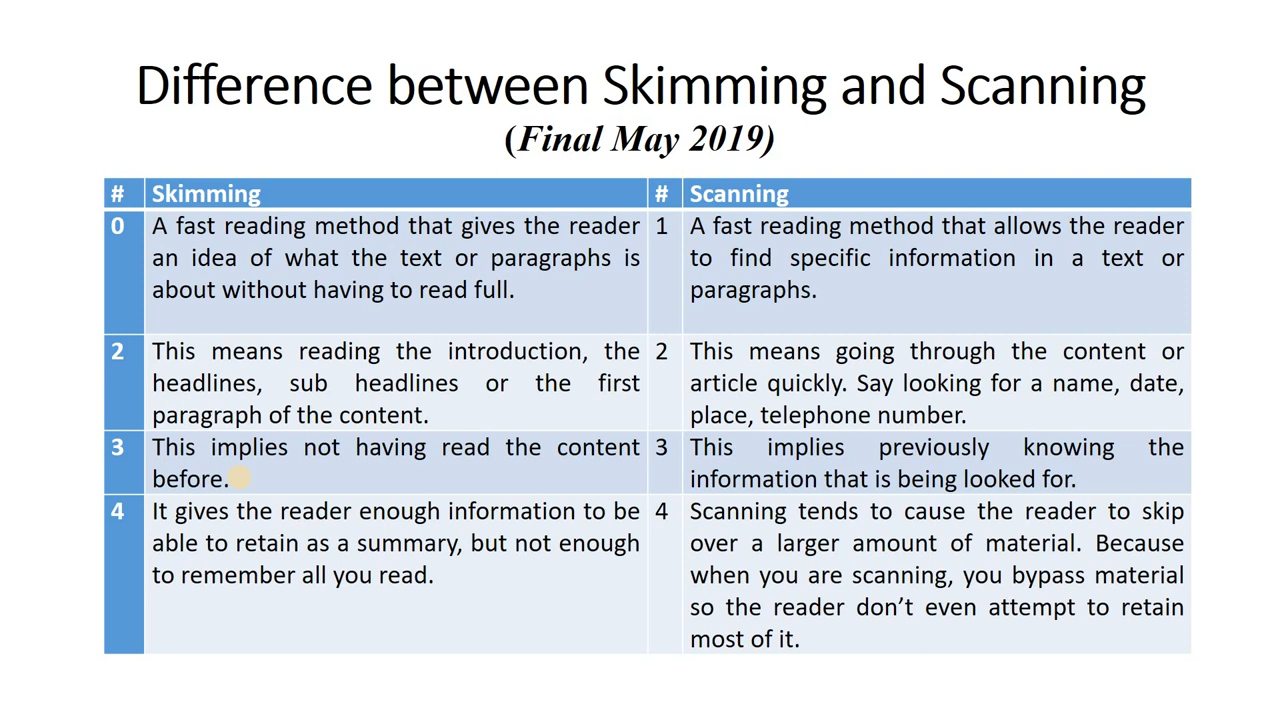 Difference between Skimming and Scanning
(Final May 2019)
# Skimming # Scanning
0 A fast reading method that gives the reader
an idea of what the text or paragraphs is
about without having to read full.
1 A fast reading method that allows the reader
to find specific information in a text or
paragraphs.
2 This means reading the introduction, the
headlines, sub headlines or the first
paragraph of the content.
2 This means going through the content or
article quickly. Say looking for a name, date,
place, telephone number.
3 This implies not having read the content
before.
3 This implies previously knowing the
information that is being looked for.
4 It gives the reader enough information to be
able to retain as a summary, but not enough
to remember all you read.
4 Scanning tends to cause the reader to skip
over a larger amount of material. Because
when you are scanning, you bypass material
so the reader don’t even attempt to retain
most of it.